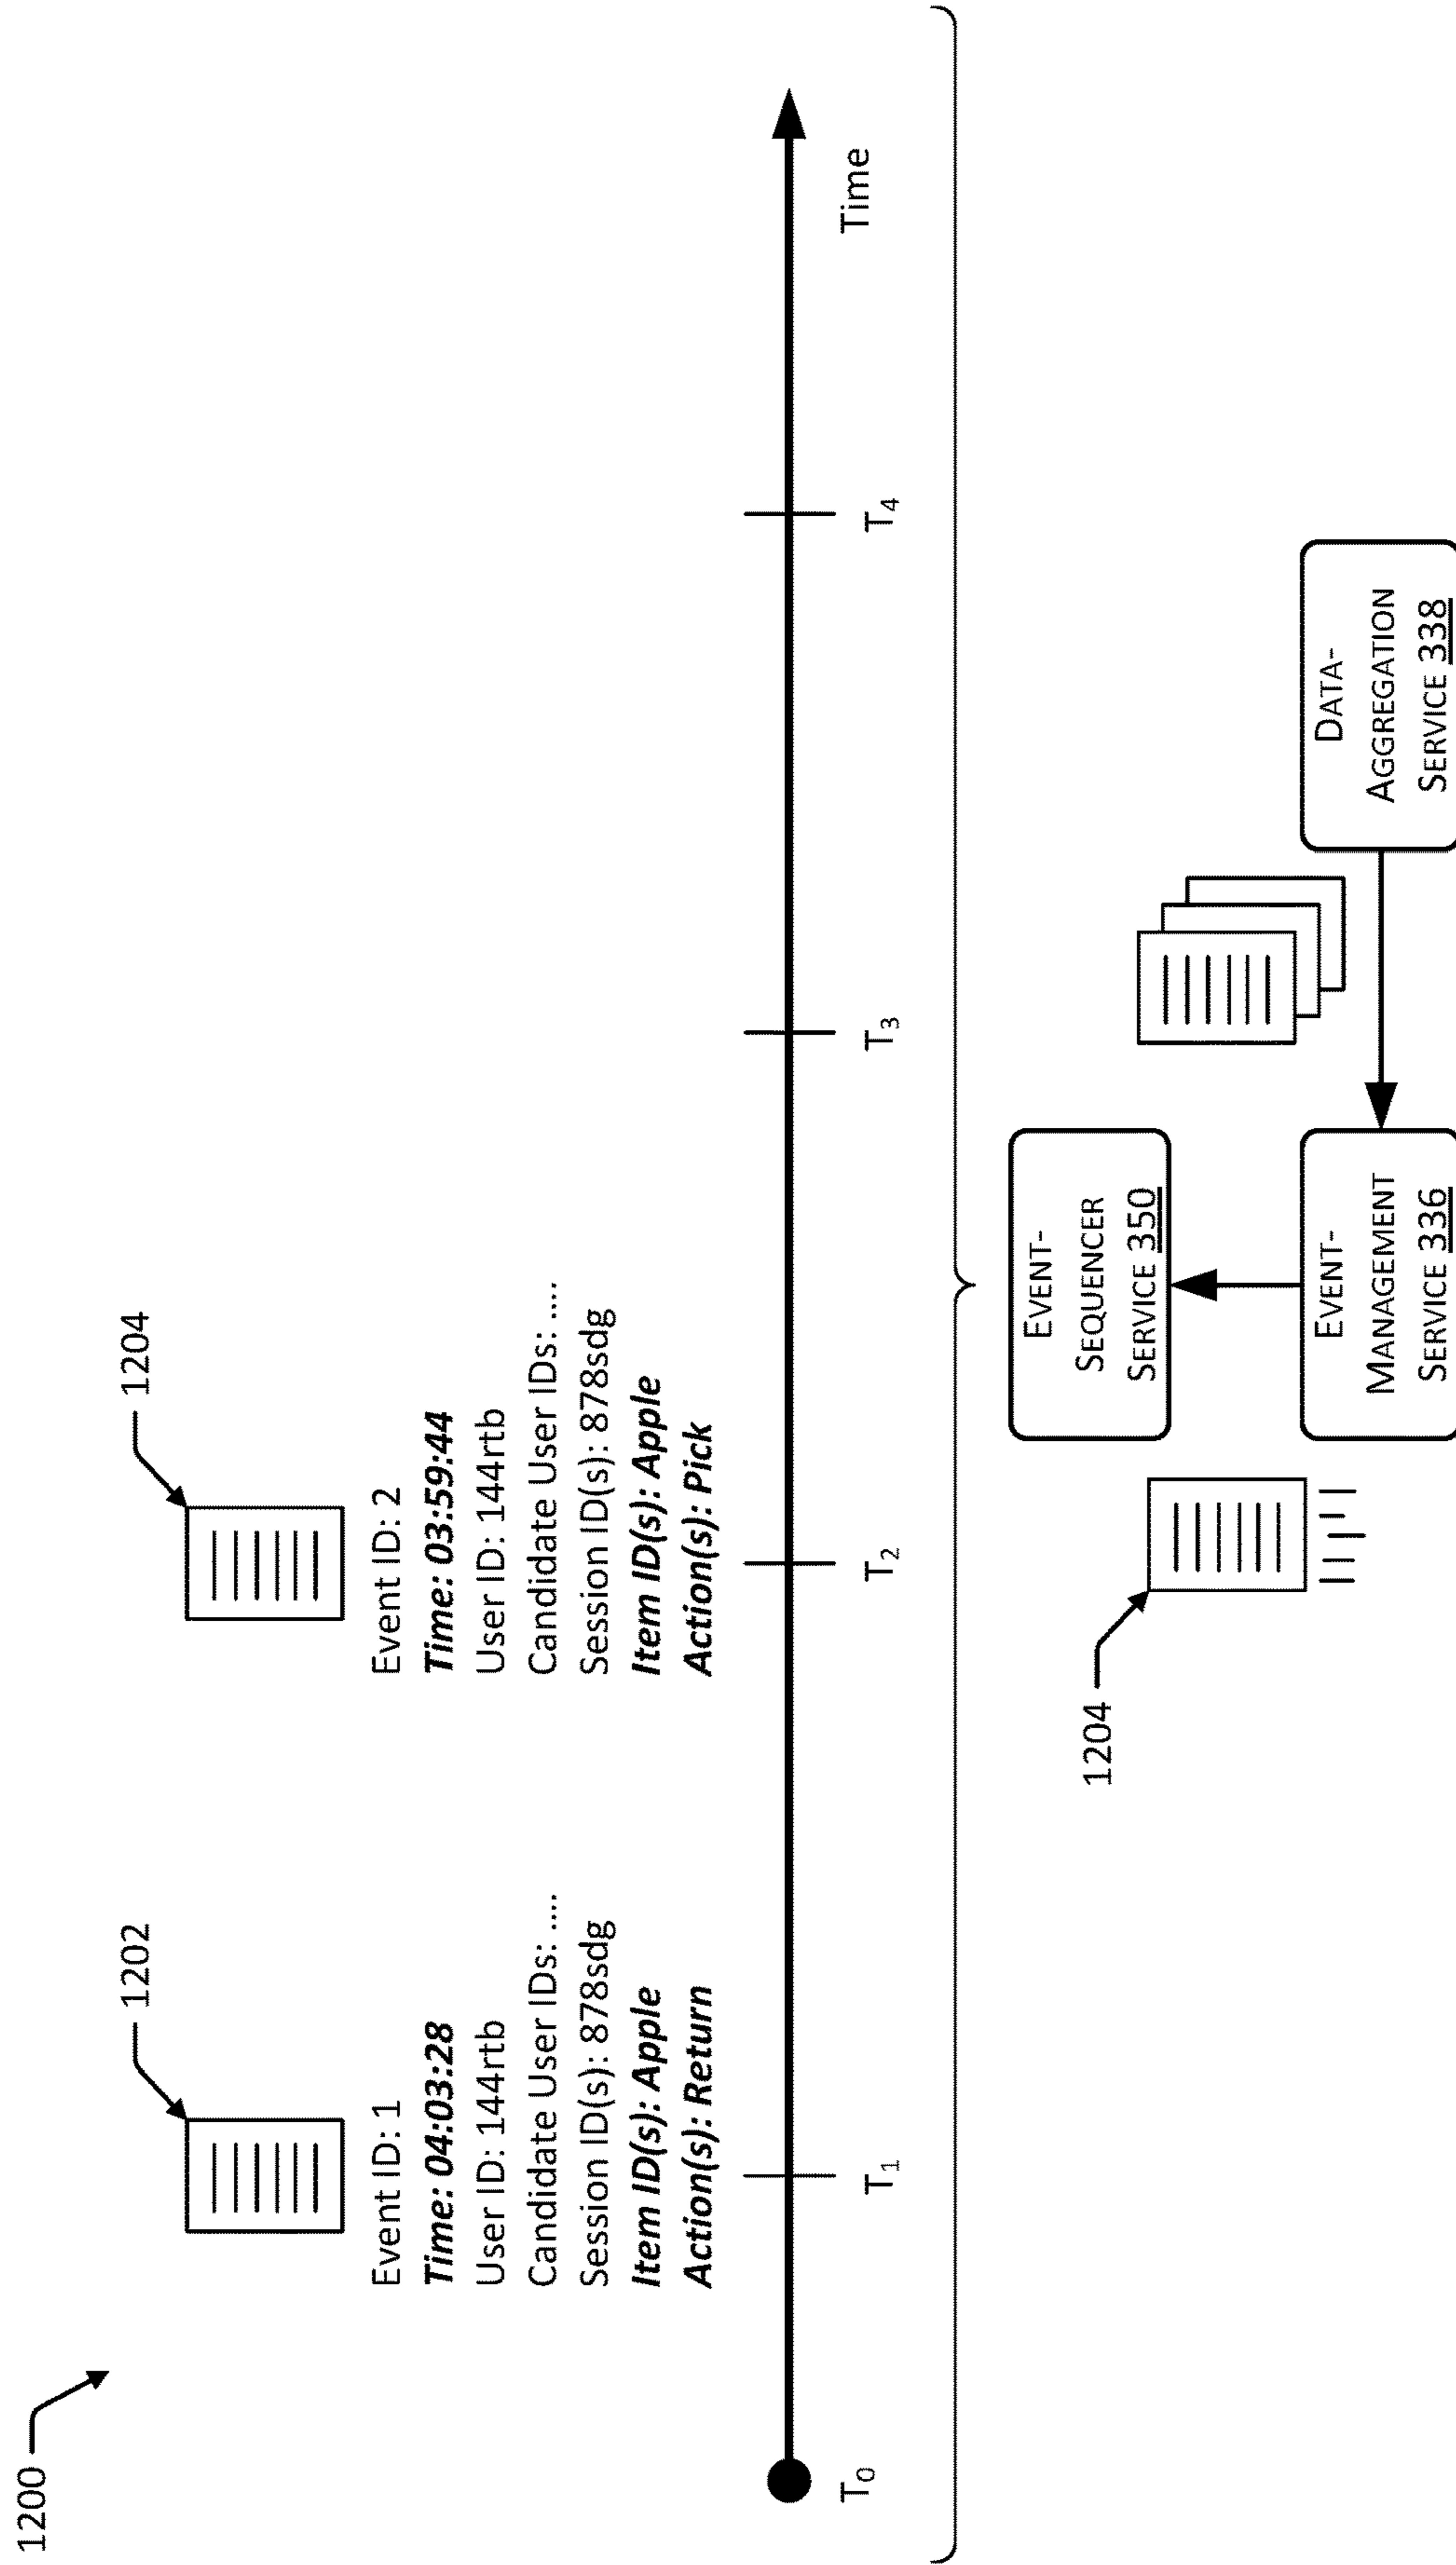 1200
1202
Event ID: 1
Time: 04:03:28
User ID: 144rtb
Candidate User IDs: ....
Session ID(s): 878sdg
Item ID(s): Apple
Action(s): Return
1204
Event ID: 2
Time: 03:59:44
User ID: 144rtb
Candidate User IDs: ....
Session ID(s): 878sdg
Item ID(s): Apple
Action(s): Pick
T0
T1
T2
T3
T4
Time
1204
EVENT-
SEQUENCER
SERVICE 350
EVENT-
MANAGEMENT
SERVICE 336
DATA-
AGGREGATION
SERVICE 338